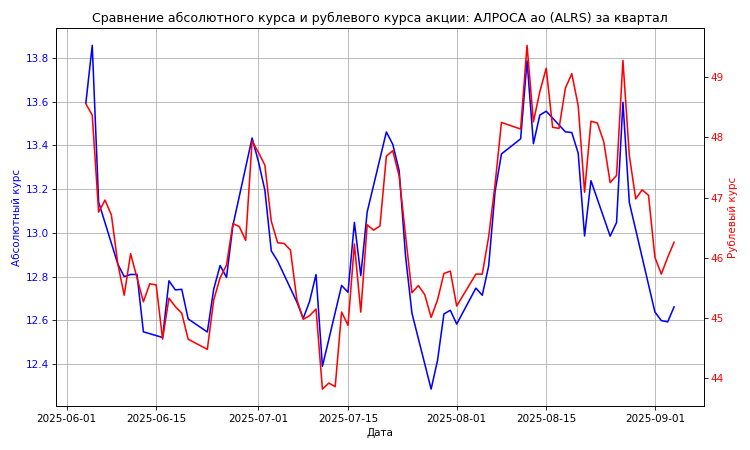 Сравнение абсолютного курса и рублевого курса акции: АЛРОСА ао (ALRS) за квартал
13.8
13.6
13.4
13.2
13.0
12.8
12.6
12.4
Абсолютный курс
49
48
47
46
45
44
Рублевый курс
2025-06-01 2025-06-15 2025-07-01 2025-07-15 2025-08-01 2025-08-15 2025-09-01
Дата